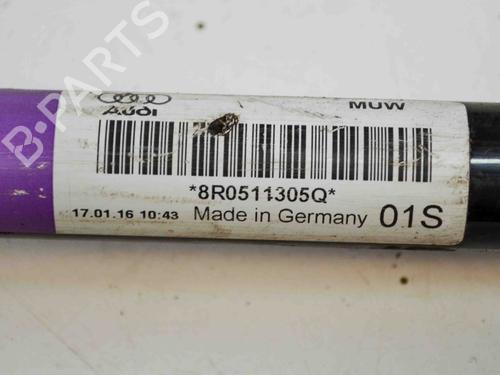 Audi MUW
*8R0511305Q*
17.01.16 10:43 Made in Germany 01S
B-PARTS